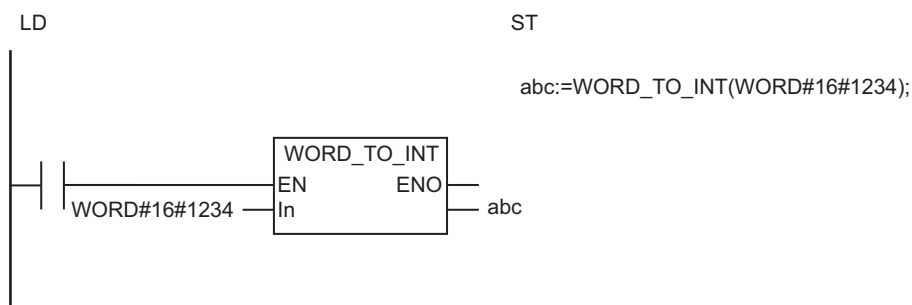 LD
ST
abc:=WORD_TO_INT(WORD#16#1234);
WORD_TO_INT
EN ENO
WORD#16#1234 In abc